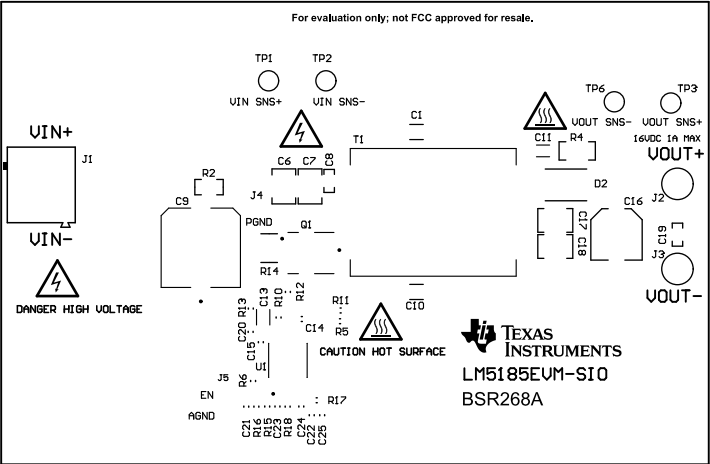 For evaluation only; not FCC approved for resale.
TP1
TP2
VIN SNS+
VIN SNS-
TP6
TP3
VOUT SNS-
VOUT SNS+
16VDC 1A MAX
VOUT+
VIN+
J1
VIN-
DANGER HIGH VOLTAGE
C1
T1
C11
R4
D2
J2
C6
C7
C8
R2
J4
C9
PGND
Q1
C17
C18
C16
C19
J3
VOUT-
R14
R12
R13
C13
R10
R11
C10
C20
C14
R5
C15
CAUTION HOT SURFACE
U1
TEXAS
INSTRUMENTS
LM5185EVM-SIO
BSR268A
J5
R6
EN
R17
AGND
C21
R16
R15
C23
R18
C24
C22
C25